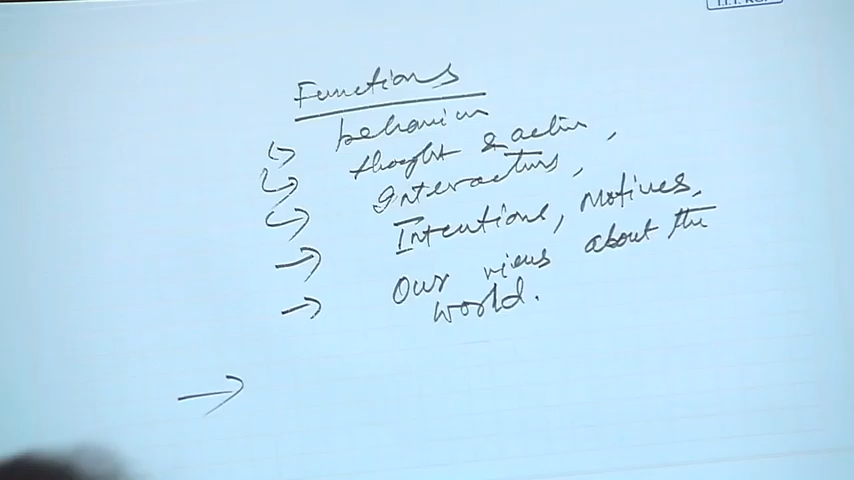 Functions
behaviour
thought & action,
Interactions,
Intentions, Motives,
Our views about the
world.